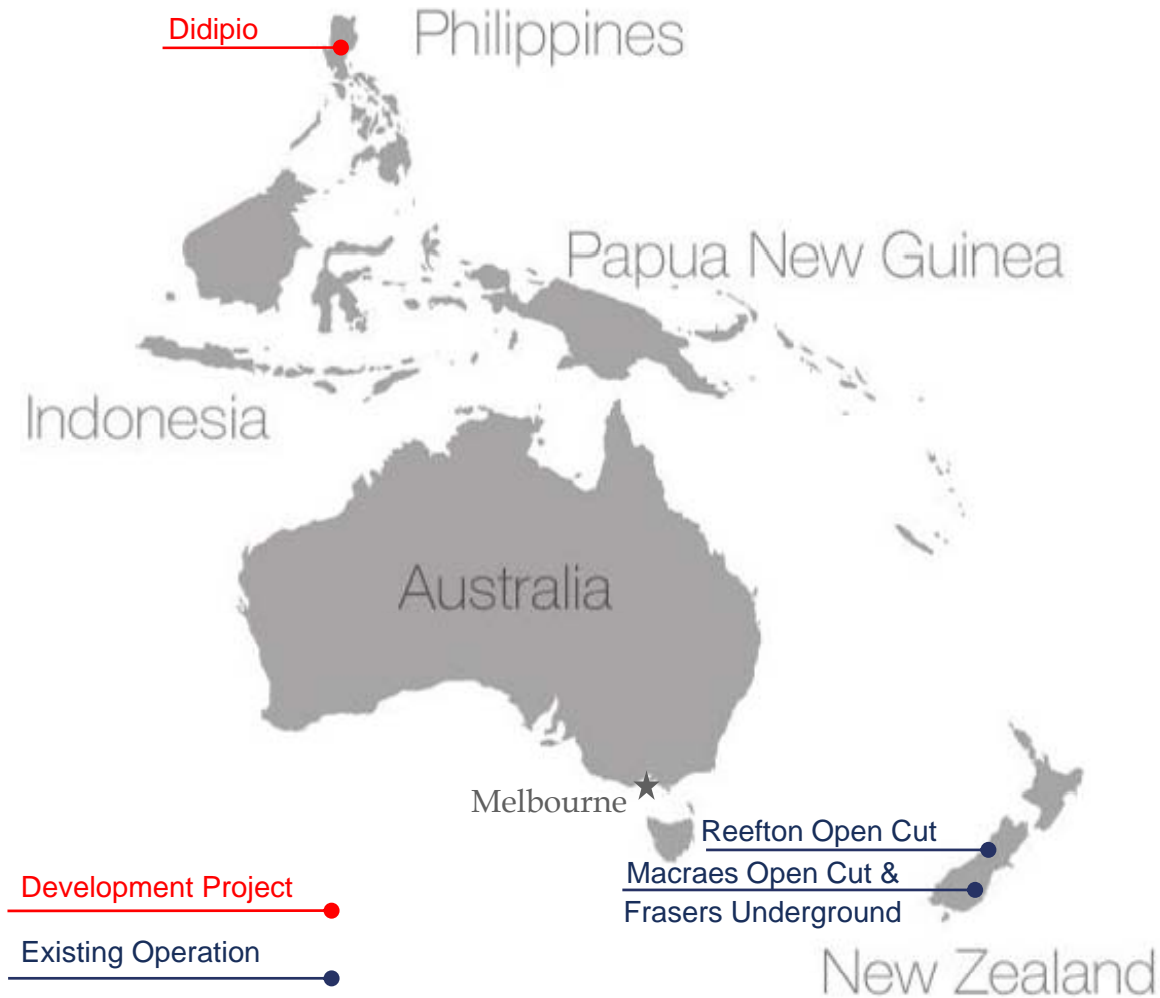 Didipio
Philippines
Papua New Guinea
Indonesia
Australia
Melbourne
Reefton Open Cut
Macraes Open Cut &
Frasers Underground
Development Project
Existing Operation
New Zealand